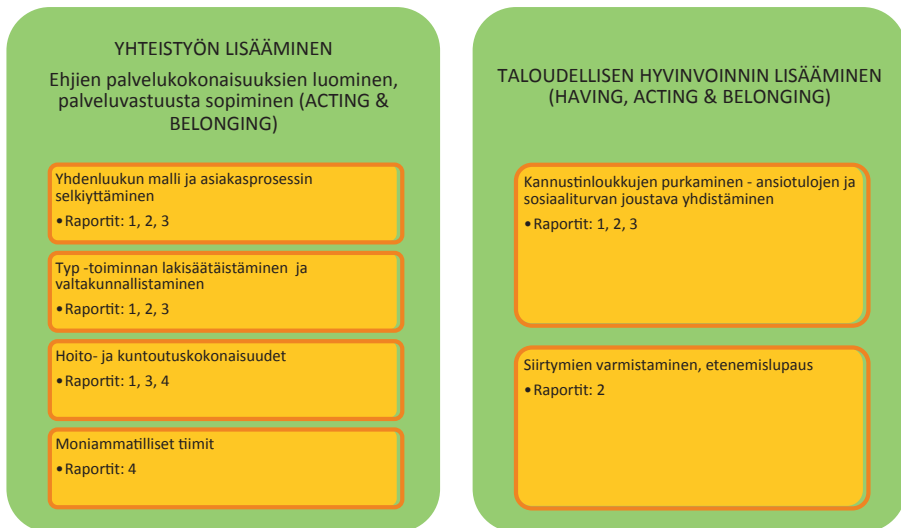 YHTEISTYÖN LISÄÄMINEN
Ehjien palvelukokonaisuuksien luominen,
palveluvastuusta sopiminen (ACTING &
BELONGING)
Yhdenluukun malli ja asiakasprosessin
selkiyttäminen
•Raportit: 1, 2, 3
Typ -toiminnan lakisäätäistäminen ja
valtakunnallistaminen
•Raportit: 1, 2, 3
Hoito- ja kuntoutuskokonaisuudet
•Raportit: 1, 3, 4
Moniammatilliset tiimit
•Raportit: 4
TALOUDELLISEN HYVINVOINNIN LISÄÄMINEN
(HAVING, ACTING & BELONGING)
Kannustinloukkujen purkaminen - ansiotulojen ja
sosiaaliturvan joustava yhdistäminen
•Raportit: 1, 2, 3
Siirtymien varmistaminen, etenemislupaus
•Raportit: 2